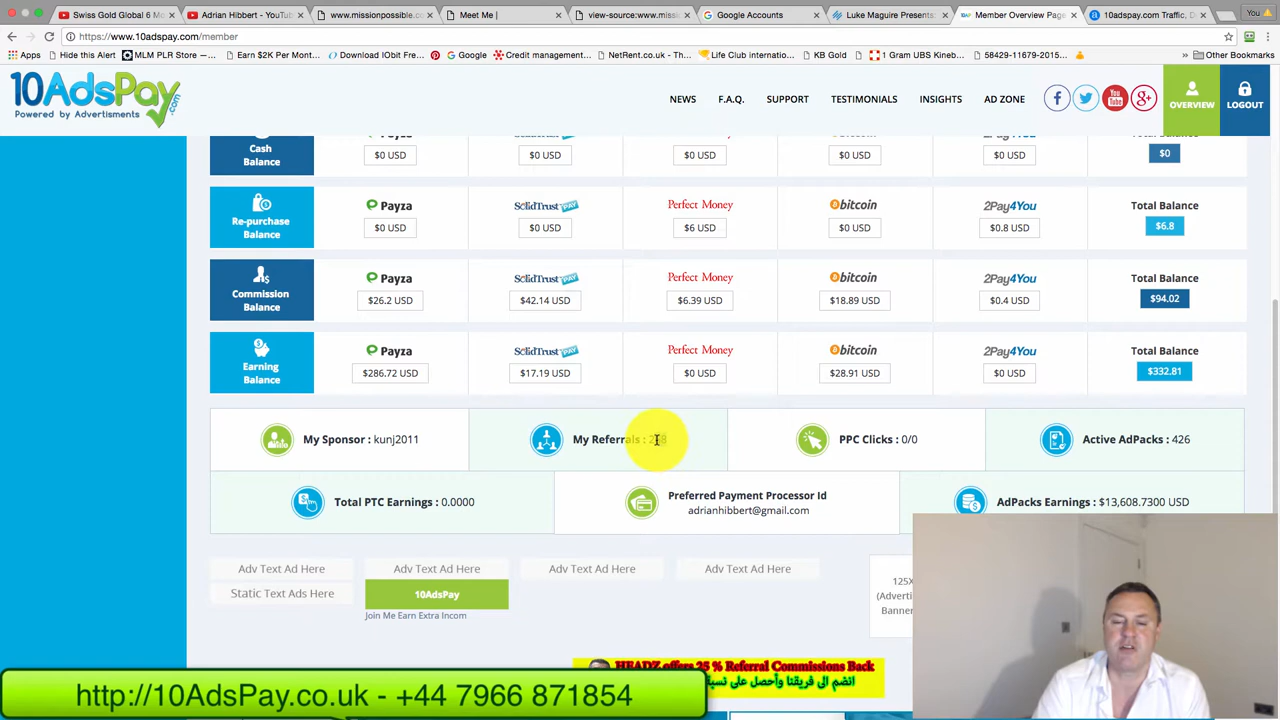 Swiss Gold Global 6 M
Adrian Hibbert - YouTu
www.missionpossible.c
Meet Me |
view-source:www.missi
Google Accounts
Luke Maguire Presents:
Member Overview Page
10adspay.com Traffic, D
You
https://www.10adspay.com/member
Apps
Hide this Alert
MLM PLR Store — T...
Earn $2K Per Mont...
Download IObit Fre...
Google
Credit management...
NetRent.co.uk - Th...
Life Club internatio...
KB Gold
1 Gram UBS Kineb...
58429-11679-2015...
»
Other Bookmarks
10AdsPay.com
Powered by Advertisments
NEWS
F.A.Q.
SUPPORT
TESTIMONIALS
INSIGHTS
AD ZONE
OVERVIEW
LOGOUT
Cash
Balance
$0 USD
$0 USD
$0 USD
$0 USD
$0 USD
$0
Re-purchase
Balance
Payza
$0 USD
SolidTrust PAY
$0 USD
Perfect Money
$6 USD
bitcoin
$0 USD
2Pay4You
$0.8 USD
Total Balance
$6.8
Commission
Balance
Payza
$26.2 USD
SolidTrust PAY
$42.14 USD
Perfect Money
$6.39 USD
bitcoin
$18.89 USD
2Pay4You
$0.4 USD
Total Balance
$94.02
Earning
Balance
Payza
$286.72 USD
SolidTrust PAY
$17.19 USD
Perfect Money
$0 USD
bitcoin
$28.91 USD
2Pay4You
$0 USD
Total Balance
$332.81
My Sponsor : kunj2011
My Referrals :
PPC Clicks : 0/0
Active AdPacks : 426
Total PTC Earnings : 0.0000
Preferred Payment Processor Id
adrianhibbert@gmail.com
AdPacks Earnings : $13,608.7300 USD
Adv Text Ad Here
Adv Text Ad Here
Adv Text Ad Here
Adv Text Ad Here
Static Text Ads Here
10AdsPay
Join Me Earn Extra Incom
125X
(Adverti
Banner
HEADZ offers 25 % Referral Commissions Back
انضم الى فريقنا وأحصل على
http://10AdsPay.co.uk - +44 7966 871854